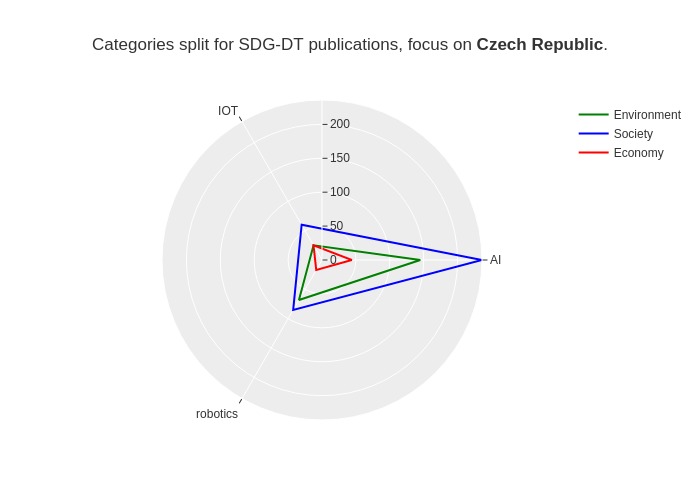 Categories split for SDG-DT publications, focus on Czech Republic.
IOT
200
150
100
50
0
AI
robotics
Environment
Society
Economy